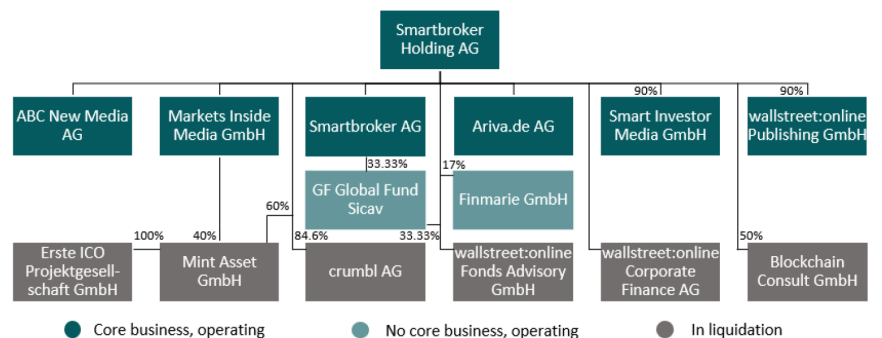 Smartbroker
Holding AG
90%
90%
ABC New Media
AG
Markets Inside
Media GmbH
Smartbroker AG
Ariva.de AG
Smart Investor
Media GmbH
wallstreet:online
Publishing GmbH
33.33%
17%
GF Global Fund
Sicav
Finmarie GmbH
60%
100%
40%
84.6%
33.33%
50%
Erste ICO
Projektgesell-
schaft GmbH
Mint Asset
GmbH
crumbl AG
wallstreet:online
Fonds Advisory
GmbH
wallstreet:online
Corporate
Finance AG
Blockchain
Consult GmbH
Core business, operating
No core business, operating
In liquidation